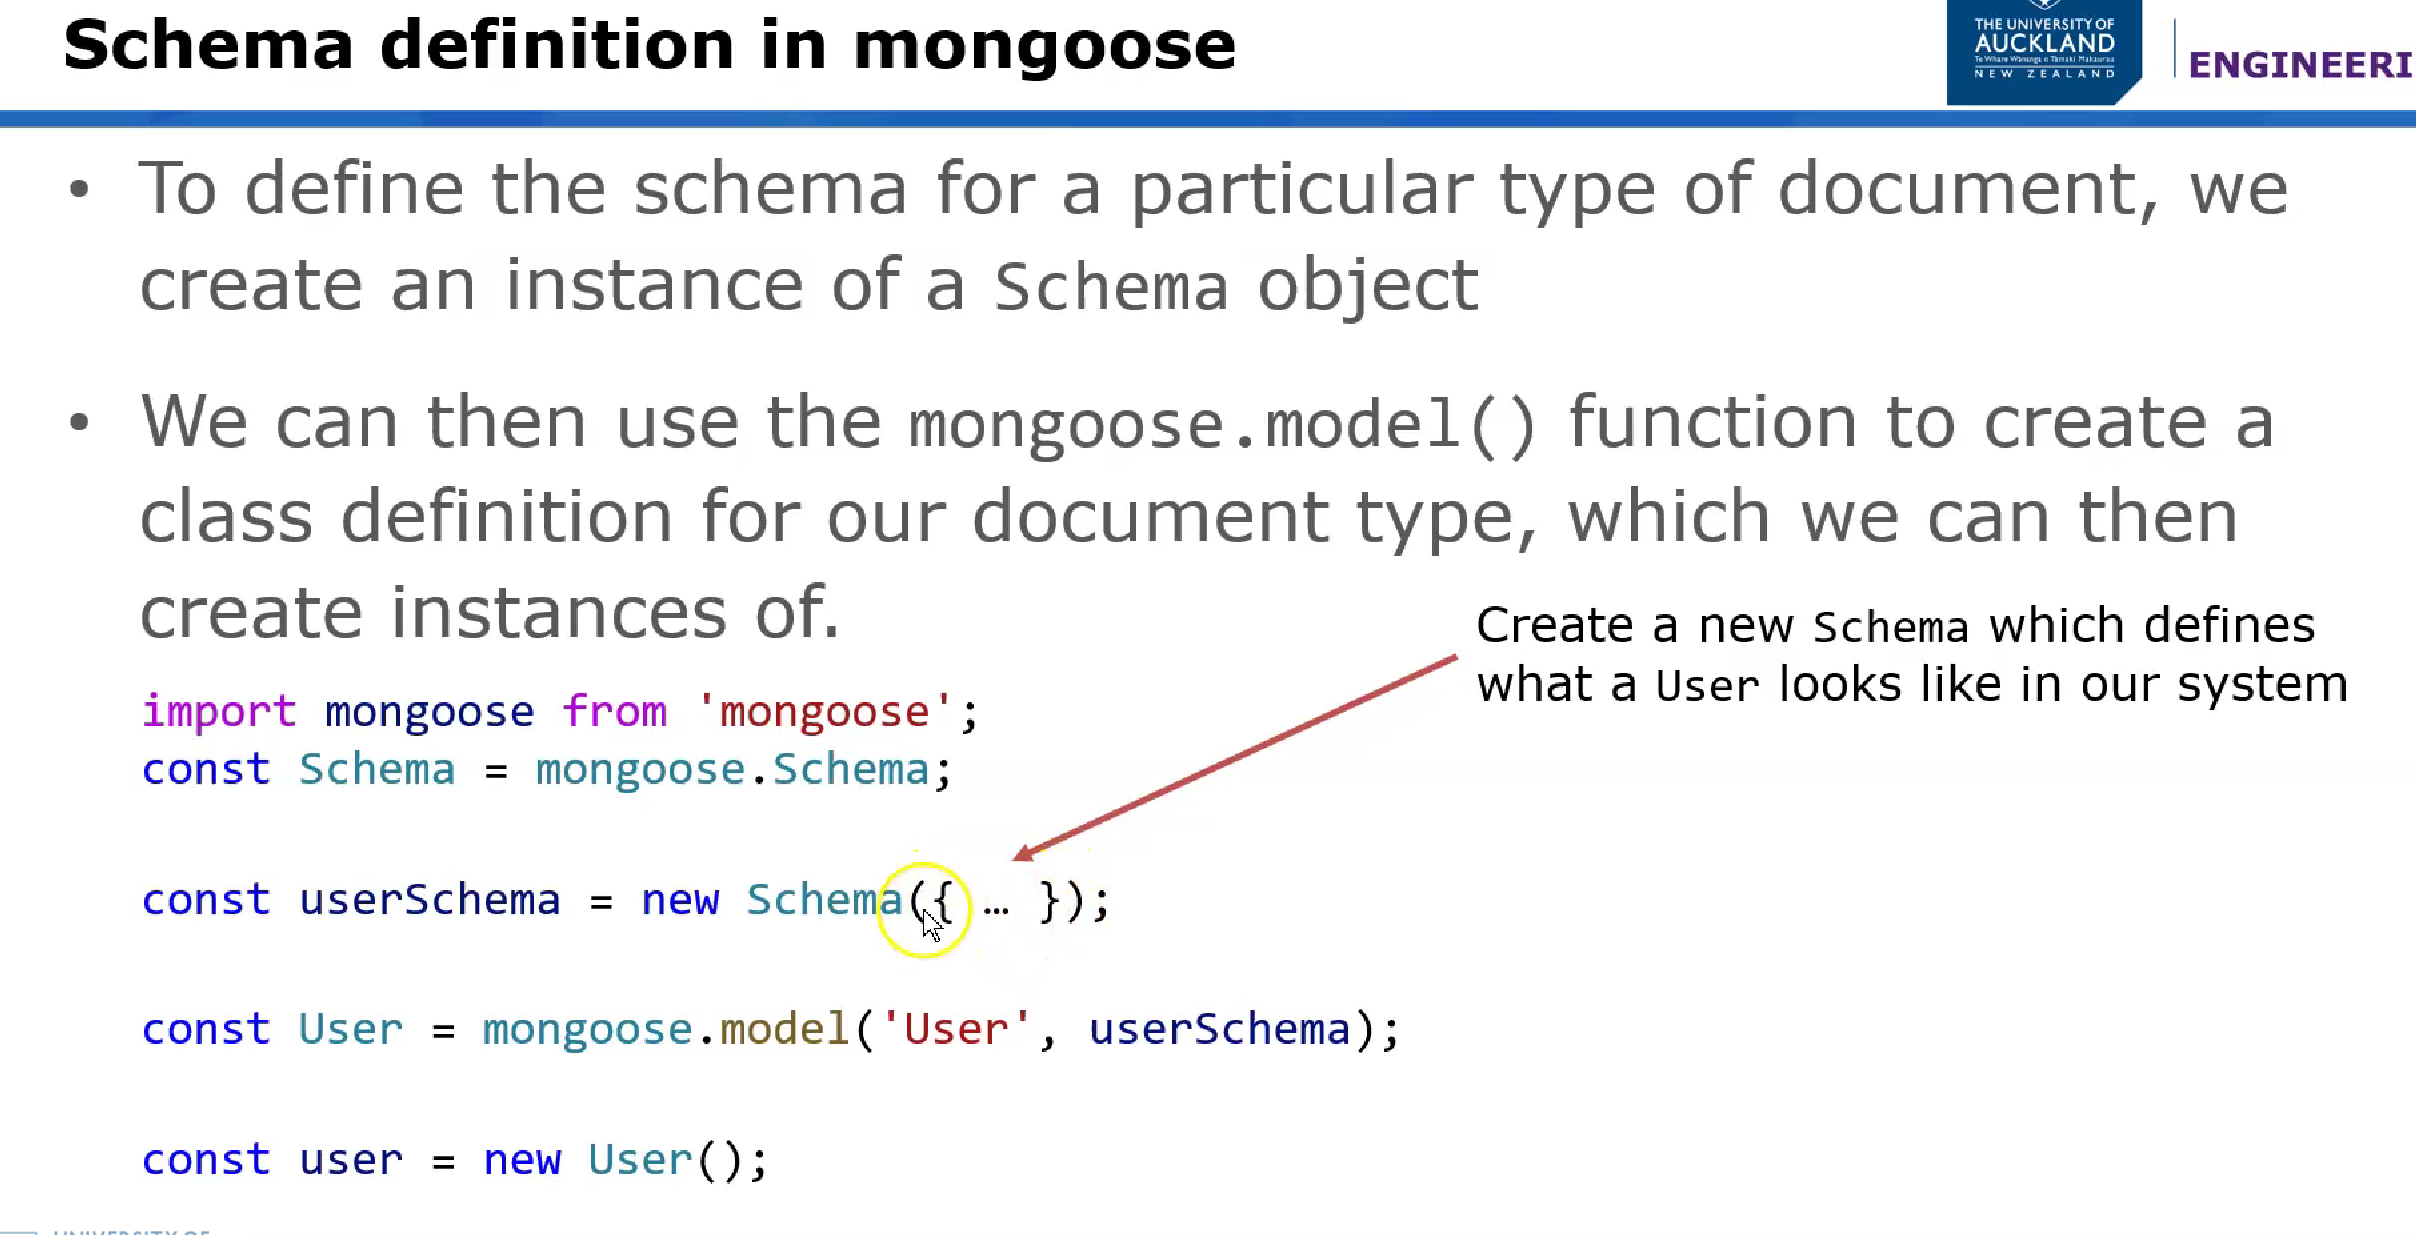 Schema definition in mongoose
THE UNIVERSITY OF
AUCKLAND
Te Whare Wānanga o Tāmaki Makaurau
NEW ZEALAND
ENGINEERI
• To define the schema for a particular type of document, we
create an instance of a Schema object
• We can then use the mongoose.model() function to create a
class definition for our document type, which we can then
create instances of.
Create a new Schema which defines
what a User looks like in our system
import mongoose from 'mongoose';
const Schema = mongoose.Schema;
const userSchema = new Schema({ … });
const User = mongoose.model('User', userSchema);
const user = new User();
UNIVERSITY OF